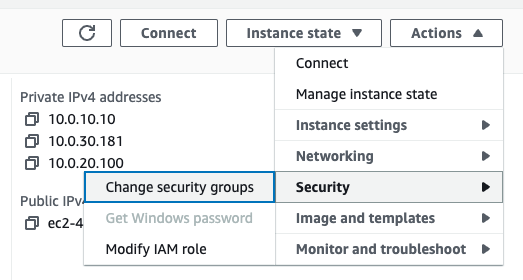 Connect
Instance state
Actions
Private IPv4 addresses
10.0.10.10
10.0.30.181
10.0.20.100
Public IPv
ec2-4
Connect
Manage instance state
Instance settings
Networking
Security
Image and templates
Monitor and troubleshoot
Change security groups
Get Windows password
Modify IAM role